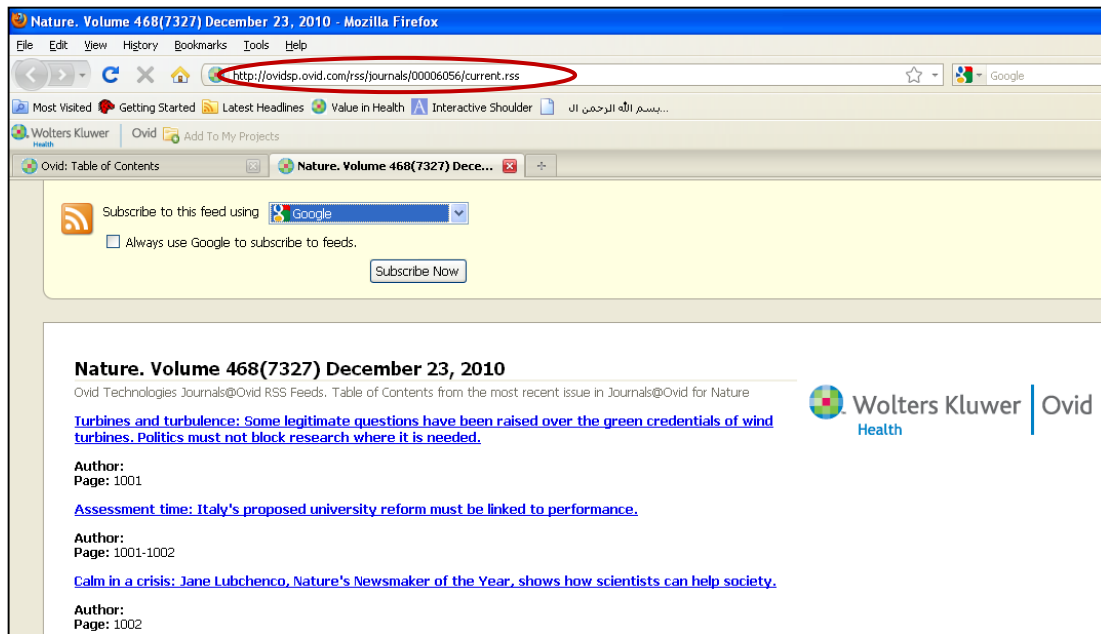 Nature. Volume 468(7327) December 23, 2010 - Mozilla Firefox
File Edit View History Bookmarks Tools Help
http://ovidsp.ovid.com/rss/journals/00006056/current.rss Google
Most Visited Getting Started Latest Headlines Value in Health Interactive Shoulder بسم الله الرحمن ال...
Wolters Kluwer Health Ovid Add To My Projects
Ovid: Table of Contents Nature. Volume 468(7327) Dece...
Subscribe to this feed using Google
Always use Google to subscribe to feeds.
Subscribe Now
Nature. Volume 468(7327) December 23, 2010
Ovid Technologies Journals@Ovid RSS Feeds. Table of Contents from the most recent issue in Journals@Ovid for Nature
Wolters Kluwer Ovid
Health
Turbines and turbulence: Some legitimate questions have been raised over the green credentials of wind
turbines. Politics must not block research where it is needed.
Author:
Page: 1001
Assessment time: Italy's proposed university reform must be linked to performance.
Author:
Page: 1001-1002
Calm in a crisis: Jane Lubchenco, Nature's Newsmaker of the Year, shows how scientists can help society.
Author:
Page: 1002